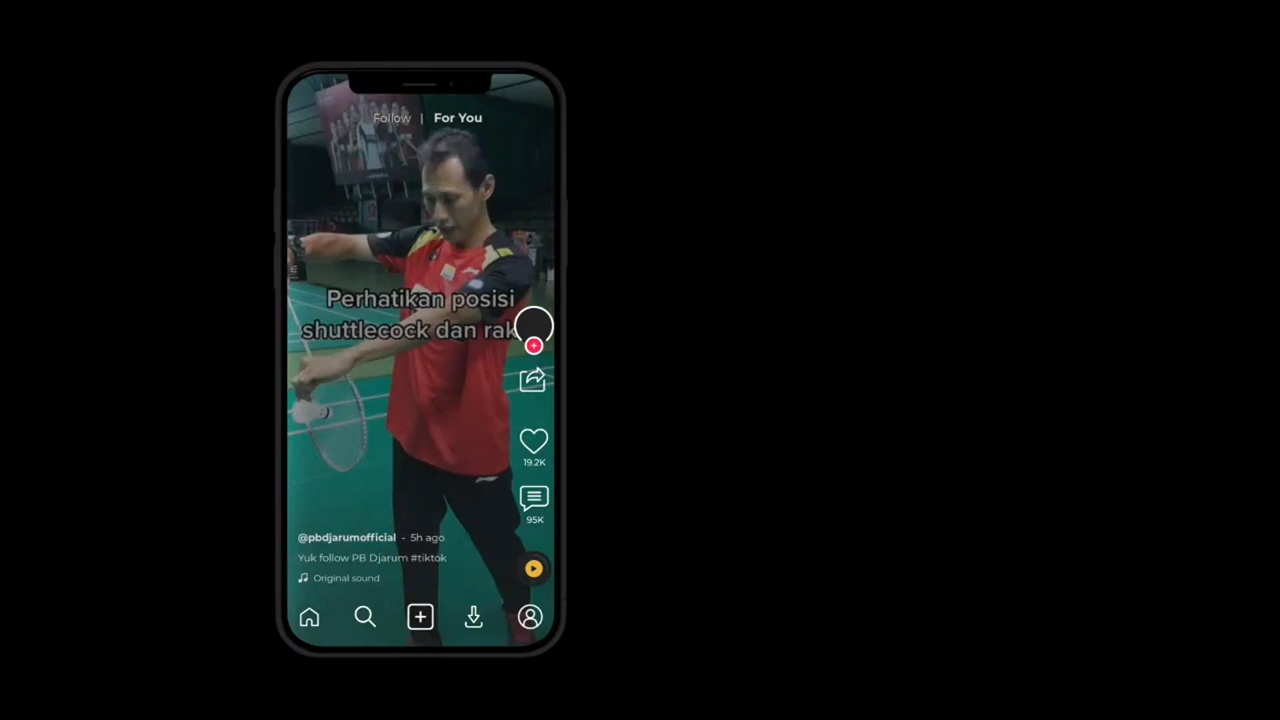 Follow | For You
Perhatikan posisi
shuttlecock dan rak
19.2K
95K
@pbdjarumofficial - 5h ago
Yuk follow PB Djarum #tiktok
Original sound